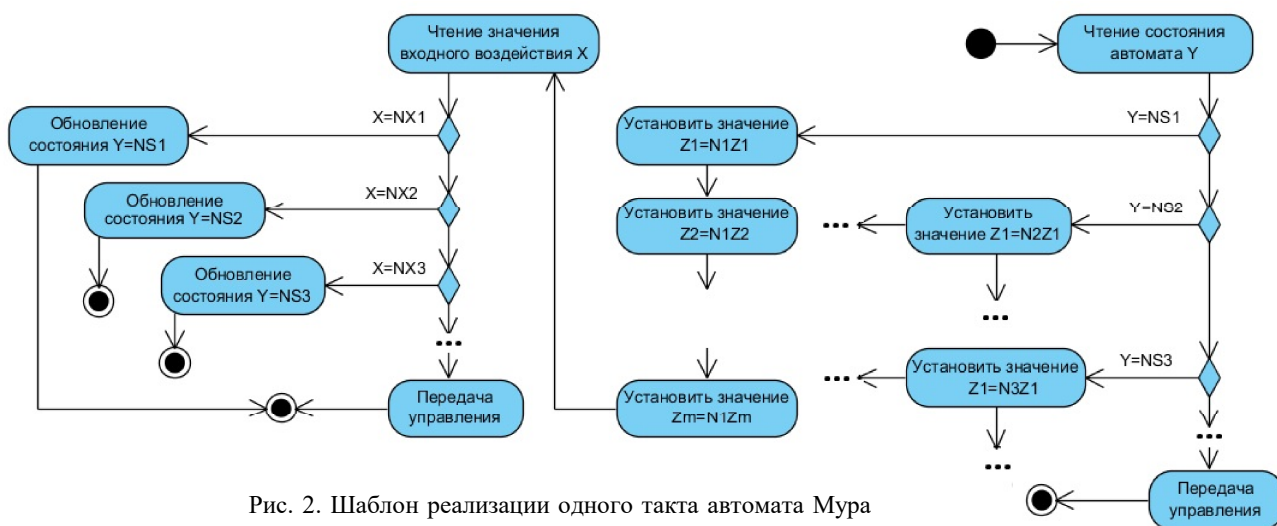 Чтение значения
входного воздействия X
Чтение состояния
автомата Y
X=NX1
Обновление
состояния Y=NS1
Y=NS1
Установить значение
Z1=N1Z1
X=NX2
Обновление
состояния Y=NS2
Установить значение
Z2=N1Z2
...
Y=NS2
Установить
значение Z1=N2Z1
X=NX3
Обновление
состояния Y=NS3
...
...
Y=NS3
Установить значение
Z1=N3Z1
...
Передача
управления
Установить значение
Zm=N1Zm
...
...
Передача
управления
Рис. 2. Шаблон реализации одного такта автомата Мура